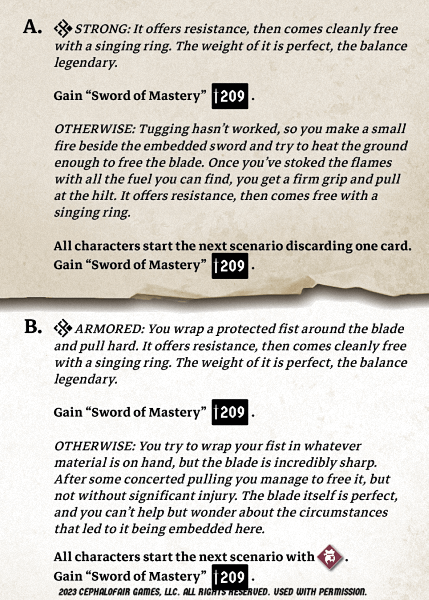 A. STRONG: It offers resistance, then comes cleanly free
with a singing ring. The weight of it is perfect, the balance
legendary.
Gain “Sword of Mastery” 209 .
OTHERWISE: Tugging hasn’t worked, so you make a small
fire beside the embedded sword and try to heat the ground
enough to free the blade. Once you’ve stoked the flames
with all the fuel you can find, you get a firm grip and pull
at the hilt. It offers resistance, then comes free with a
singing ring.
All characters start the next scenario discarding one card.
Gain “Sword of Mastery” 209 .
B. ARMORED: You wrap a protected fist around the blade
and pull hard. It offers resistance, then comes cleanly free
with a singing ring. The weight of it is perfect, the balance
legendary.
Gain “Sword of Mastery” 209 .
OTHERWISE: You try to wrap your fist in whatever
material is on hand, but the blade is incredibly sharp.
After some concerted pulling you manage to free it, but
not without significant injury. The blade itself is perfect,
and you can’t help but wonder about the circumstances
that led to it being embedded here.
All characters start the next scenario with .
Gain “Sword of Mastery” 209 .
2023 CEPHALOFAIR GAMES, LLC. ALL RIGHTS RESERVED. USED WITH PERMISSION.